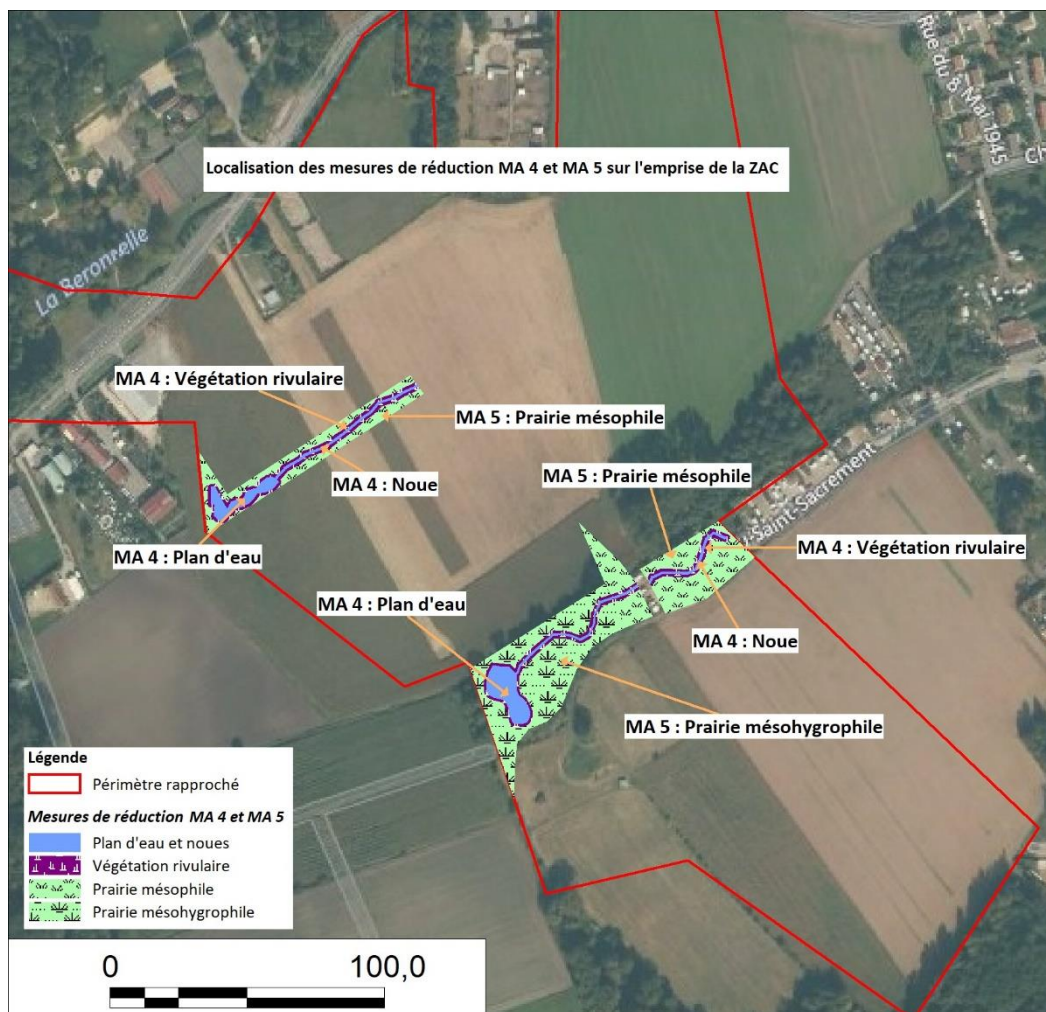 Rue du 8 Mai 1945
Localisation des mesures de réduction MA 4 et MA 5 sur l'emprise de la ZAC
La Beronnelle
MA 4 : Végétation rivulaire
MA 5 : Prairie mésophile
MA 4 : Noue
MA 4 : Plan d'eau
Saint-Sacrement
MA 5 : Prairie mésophile
MA 4 : Végétation rivulaire
MA 4 : Plan d'eau
MA 4 : Noue
MA 5 : Prairie mésohygrophile
Légende
Périmètre rapproché
Mesures de réduction MA 4 et MA 5
Plan d'eau et noues
Végétation rivulaire
Prairie mésophile
Prairie mésohygrophile
0 100,0